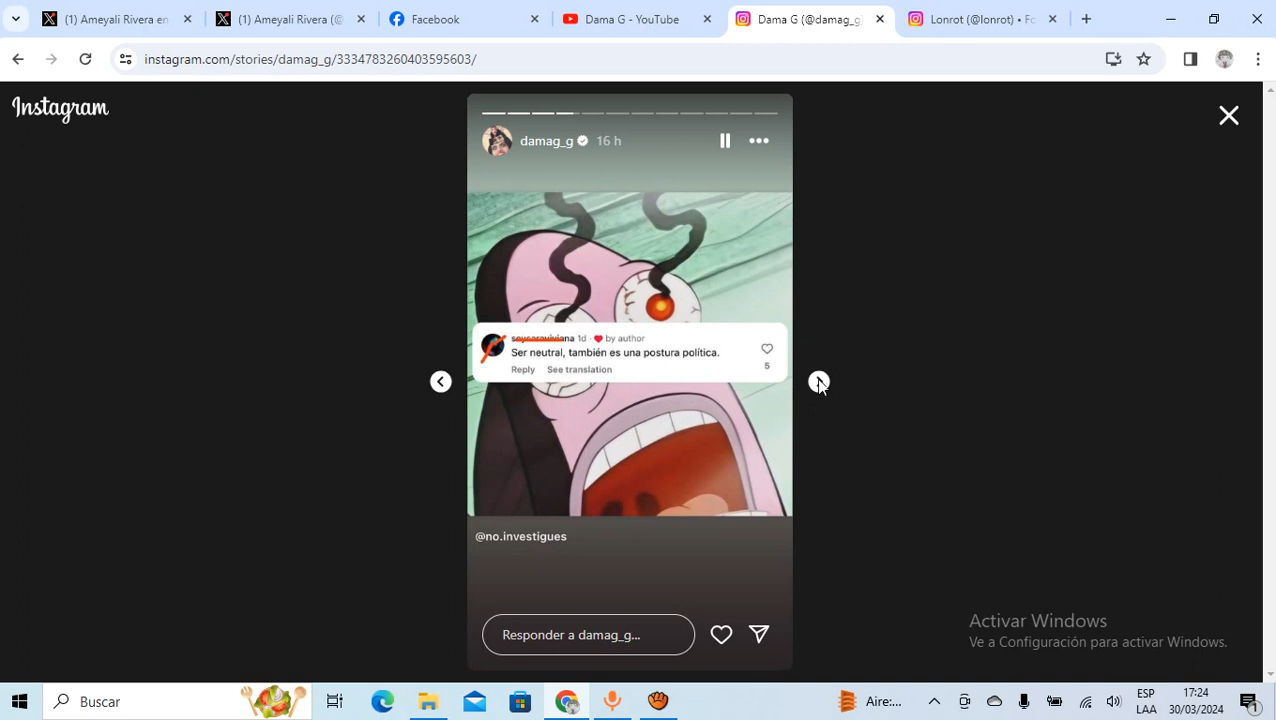 (1) Ameyali Rivera en
(1) Ameyali Rivera (@
Facebook
Dama G - YouTube
Dama G (@damag_g)
Lonrot (@lonrot) • Fo
instagram.com/stories/damag_g/3334783260403595603/
Instagram
damag_g 16 h
1d · by author
Ser neutral, también es una postura política.
5
Reply See translation
@no.investigues
Responder a damag_g...
Activar Windows
Ve a Configuración para activar Windows.
Buscar
Aire:...
ESP
LAA
17:24
30/03/2024
1